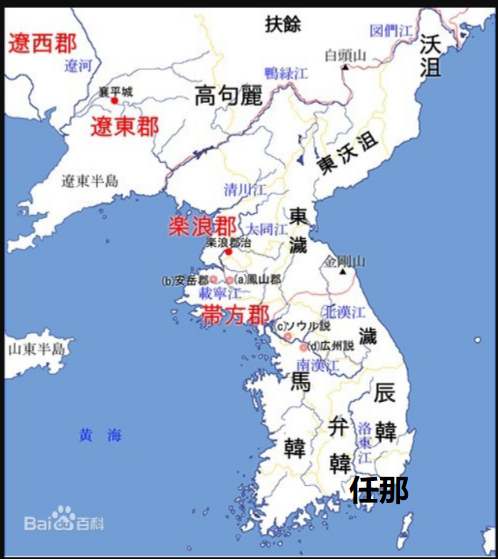 扶餘
図們江
沃沮
遼西郡
遼河
白頭山
鴨緑江
襄平城
高句麗
遼東郡
東沃沮
遼東半島
清川江
楽浪郡
大同江
東濊
楽浪郡治
金剛山
(b)安岳郡
(a)鳳山郡
載寧江
帯方郡
北漢江
(c)ソウル説
濊
(d)広州説
山東半島
南漢江
馬韓
辰韓
弁韓
洛東江
黄海
任那
Bai百科